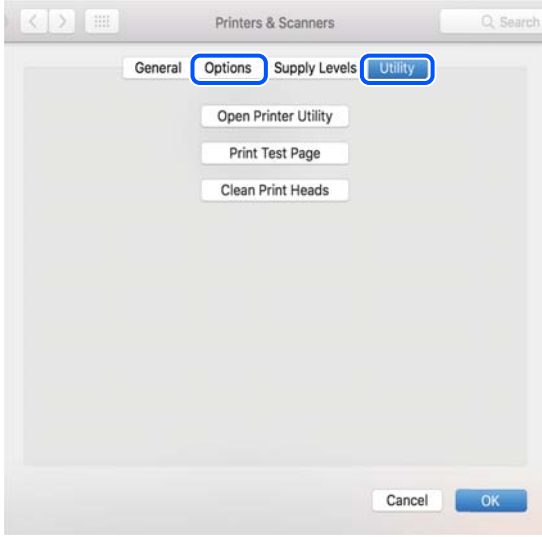 Printers & Scanners Search
General Options Supply Levels Utility
Open Printer Utility
Print Test Page
Clean Print Heads
Cancel OK